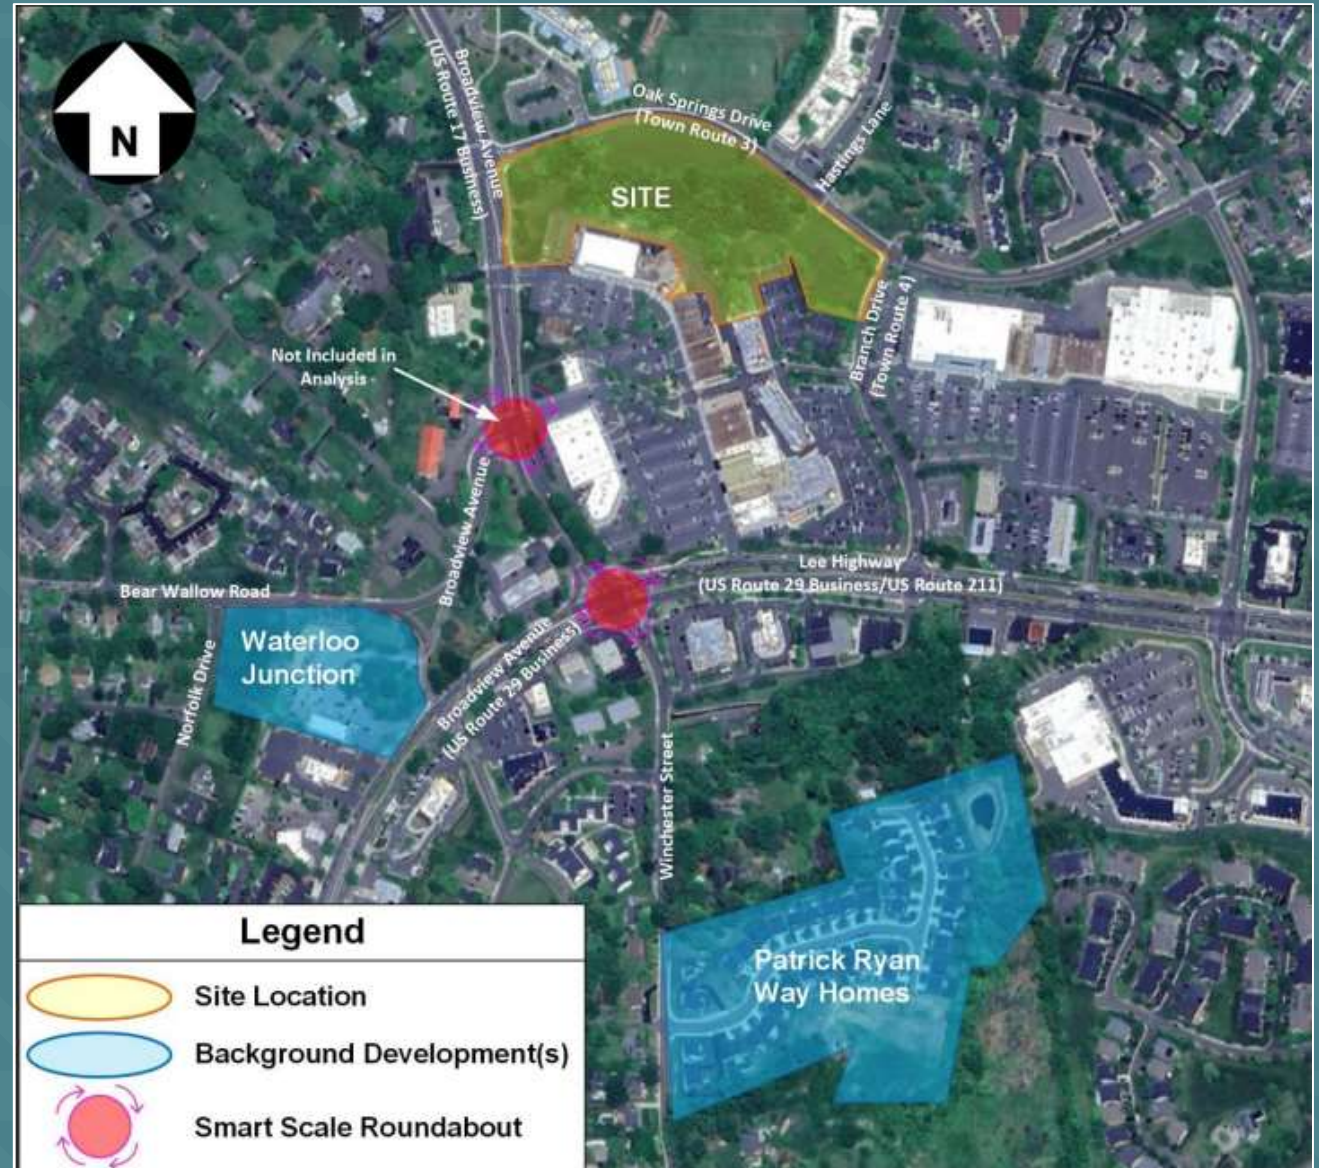 N
Broadview Avenue
(US Route 17 Business)
Oak Springs Drive
(Town Route 3)
Hastings Lane
SITE
Branch Drive
(Town Route 4)
Not Included in
Analysis
Broadview Avenue
Lee Highway
(US Route 29 Business/US Route 211)
Bear Wallow Road
Waterloo
Junction
Norfolk Drive
Broadview Avenue
(US Route 29 Business)
Winchester Street
Patrick Ryan
Way Homes
Legend
Site Location
Background Development(s)
Smart Scale Roundabout